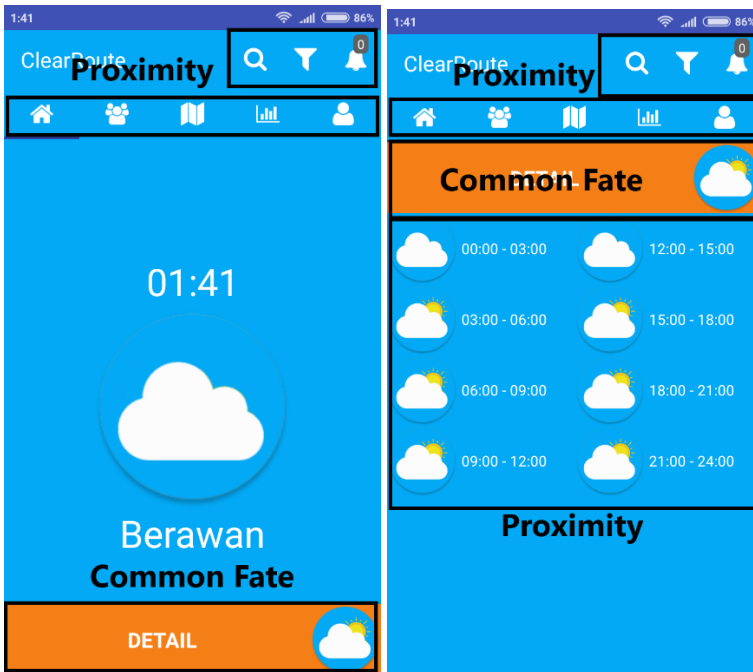 1:41
86%
0
ClearRoute
Proximity
01:41
Berawan
Common Fate
DETAIL
1:41
86%
0
ClearRoute
Proximity
DETAIL
Common Fate
00:00 - 03:00
12:00 - 15:00
03:00 - 06:00
15:00 - 18:00
06:00 - 09:00
18:00 - 21:00
09:00 - 12:00
21:00 - 24:00
Proximity